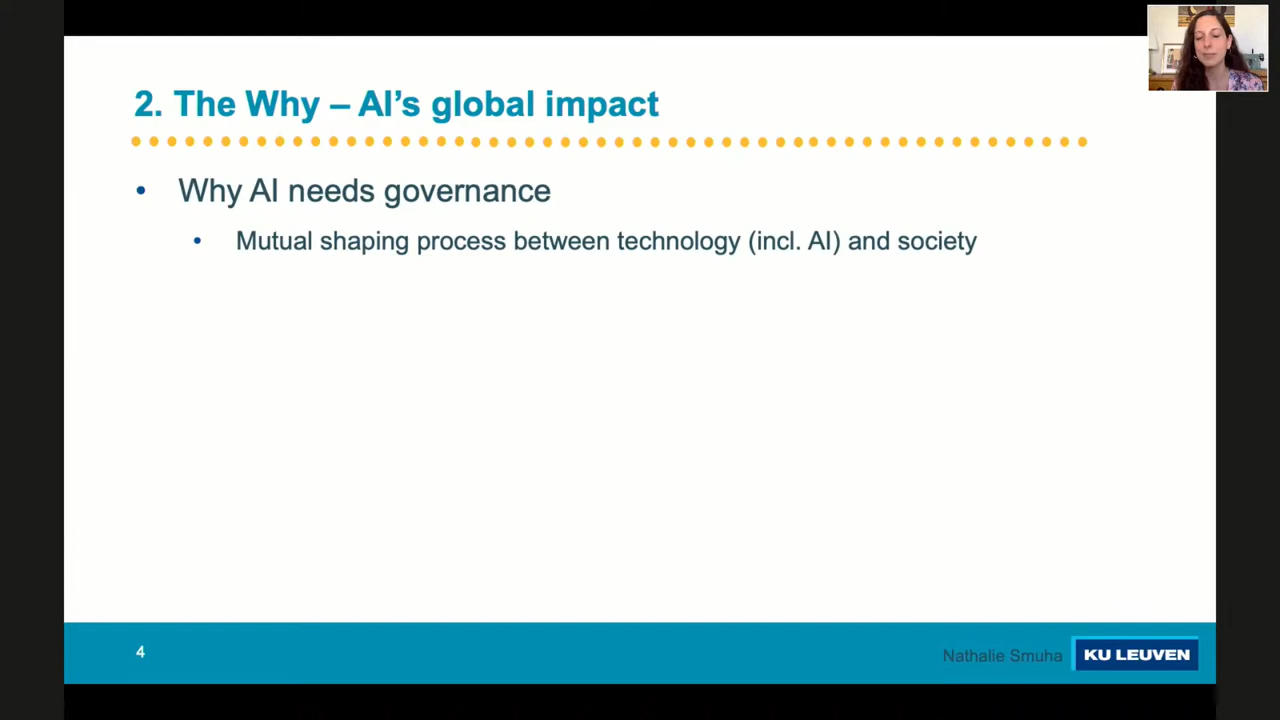 2. The Why – AI’s global impact
• Why AI needs governance
• Mutual shaping process between technology (incl. AI) and society
4
Nathalie Smuha
KU LEUVEN